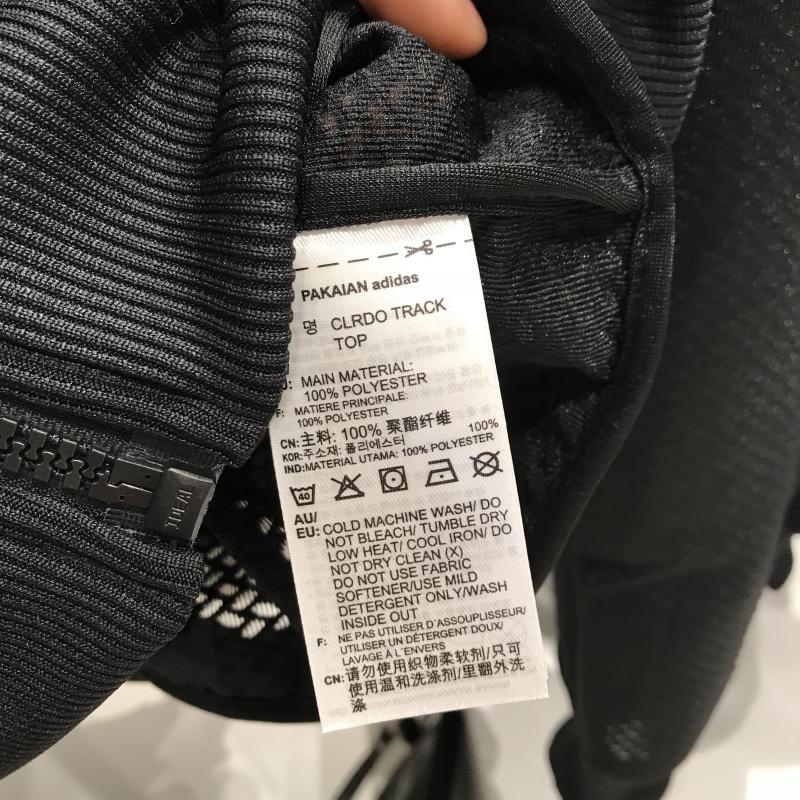 PAKAIAN adidas
명 CLRDO TRACK
TOP
MAIN MATERIAL:
100% POLYESTER
F: MATIERE PRINCIPALE:
100% POLYESTER
CN:主料: 100% 聚酯纤维
KOR:주소재: 폴리에스터 100%
IND:MATERIAL UTAMA: 100% POLYESTER
40
AU/
EU: COLD MACHINE WASH/ DO
NOT BLEACH/ TUMBLE DRY
LOW HEAT/ COOL IRON/ DO
NOT DRY CLEAN (X)
DO NOT USE FABRIC
SOFTENER/USE MILD
DETERGENT ONLY/WASH
INSIDE OUT
F: NE PAS UTILISER D'ASSOUPLISSEUR/
UTILISER UN DÉTERGENT DOUX/
LAVAGE À L'ENVERS
CN:请勿使用织物柔软剂/只可
使用温和洗涤剂/里翻外洗
涤